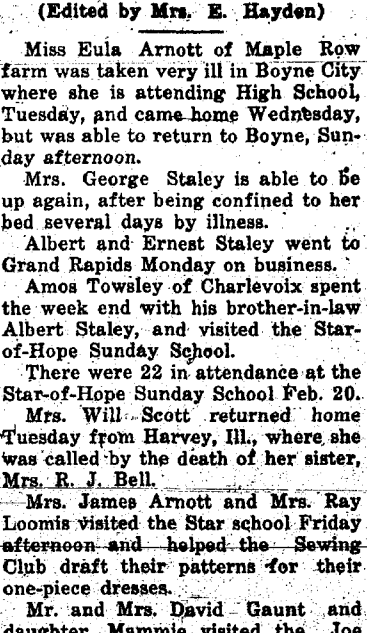 (Edited by Mrs. E. Hayden)
Miss Eula Arnott of Maple Row
farm was taken very ill in Boyne City
where she is attending High School,
Tuesday, and came home Wednesday,
but was able to return to Boyne, Sun-
day afternoon.
Mrs. George Staley is able to be
up again, after being confined to her
bed several days by illness.
Albert and Ernest Staley went to
Grand Rapids Monday on business.
Amos Towsley of Charlevoix spent
the week end with his brother-in-law
Albert Staley, and visited the Star-
of-Hope Sunday School.
There were 22 in attendance at the
Star-of-Hope Sunday School Feb. 20.
Mrs. Will Scott returned home
Tuesday from Harvey, Ill., where she
was called by the death of her sister,
Mrs. R. J. Bell.
Mrs. James Arnott and Mrs. Ray
Loomis visited the Star school Friday
afternoon and helped the Sewing
Club draft their patterns for their
one-piece dresses.
Mr. and Mrs. David Gaunt and
daughter, Mammie visited the Joe